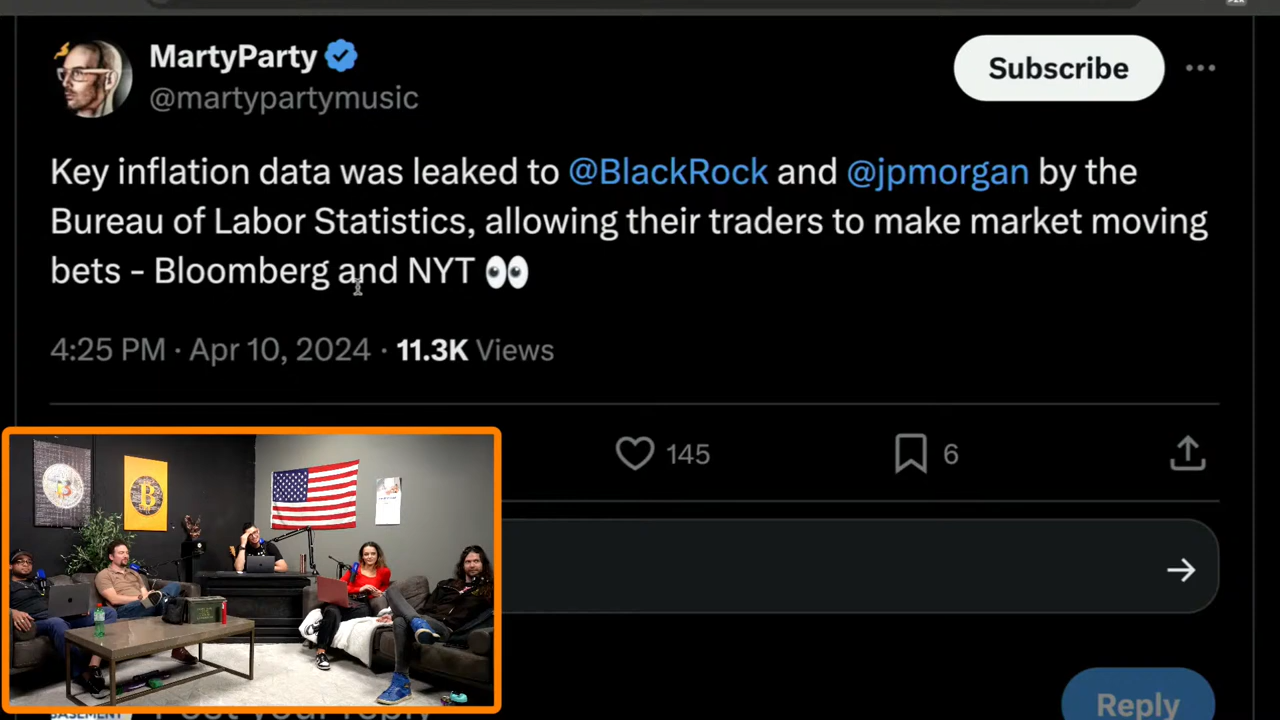 MartyParty
@martypartymusic
Subscribe
Key inflation data was leaked to @BlackRock and @jpmorgan by the
Bureau of Labor Statistics, allowing their traders to make market moving
bets - Bloomberg and NYT 👀
4:25 PM · Apr 10, 2024 · 11.3K Views
145
6
Reply